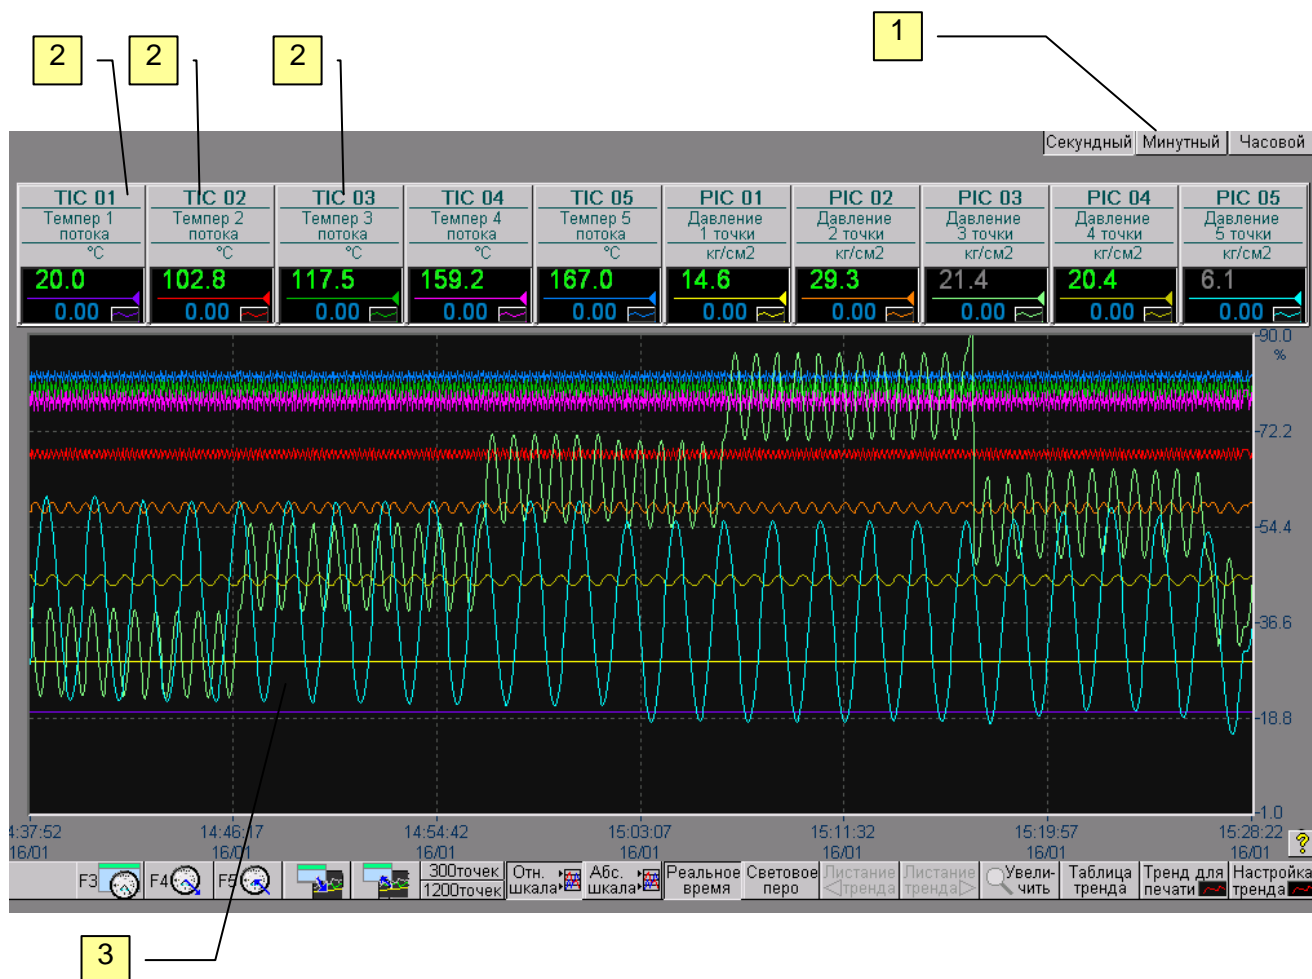 1
2 2 2
Секундный Минутный Часовой
TIC 01 TIC 02 TIC 03 TIC 04 TIC 05 PIC 01 PIC 02 PIC 03 PIC 04 PIC 05
Темпер 1 Темпер 2 Темпер 3 Темпер 4 Темпер 5 Давление Давление Давление Давление Давление
потока потока потока потока потока 1 точки 2 точки 3 точки 4 точки 5 точки
°C °C °C °C °C кг/см2 кг/см2 кг/см2 кг/см2 кг/см2
20.0 102.8 117.5 159.2 167.0 14.6 29.3 21.4 20.4 6.1
0.00 0.00 0.00 0.00 0.00 0.00 0.00 0.00 0.00 0.00
90.0
%
72.2
54.4
36.6
18.8
1.0
4:37:52 14:46:17 14:54:42 15:03:07 15:11:32 15:19:57 15:28:22
16/01 16/01 16/01 16/01 16/01 16/01 16/01
?
F3 F4 F5
300точек
1200точек
Отн.
шкала
Абс.
шкала
Реальное
время
Световое
перо
Листание
тренда
Листание
тренда
Увели-
чить
Таблица
тренда
Тренд для
печати
Настройка
тренда
3